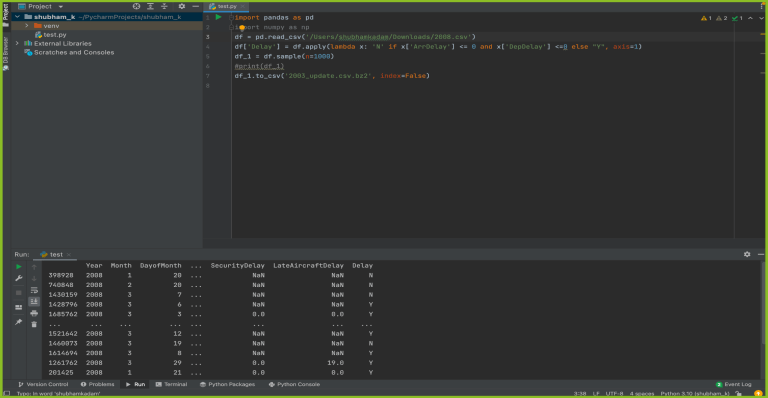 Project
test.py
shubham_k ~/PycharmProjects/shubham_k
venv
test.py
External Libraries
Scratches and Consoles
Project
DB Browser
1 import pandas as pd
2 import numpy as np
3 df = pd.read_csv('/Users/shubhamkadam/Downloads/2008.csv')
4 df['Delay'] = df.apply(lambda x: 'N' if x['ArrDelay'] <= 0 and x['DepDelay'] <=0 else "Y", axis=1)
5 df_1 = df.sample(n=1000)
6 #print(df_1)
7 df_1.to_csv('2003_update.csv.bz2', index=False)
8
1 2 1
Run: test
Year Month DayofMonth ... SecurityDelay LateAircraftDelay Delay
398928 2008 1 20 ... NaN NaN N
740848 2008 2 20 ... NaN NaN N
1430159 2008 3 7 ... NaN NaN N
1428796 2008 3 6 ... NaN NaN Y
1685762 2008 3 3 ... 0.0 0.0 Y
... ... ... ... ... ... ... ...
1521642 2008 3 12 ... NaN NaN Y
1460073 2008 3 19 ... NaN NaN N
1614694 2008 3 8 ... NaN NaN Y
1261762 2008 3 29 ... 0.0 19.0 Y
201425 2008 1 21 ... 0.0 0.0 Y
Version Control Problems Run Terminal Python Packages Python Console 2 Event Log
Typo: In word 'shubhamkadam' 3:38 LF UTF-8 4 spaces Python 3.10 (shubham_k)